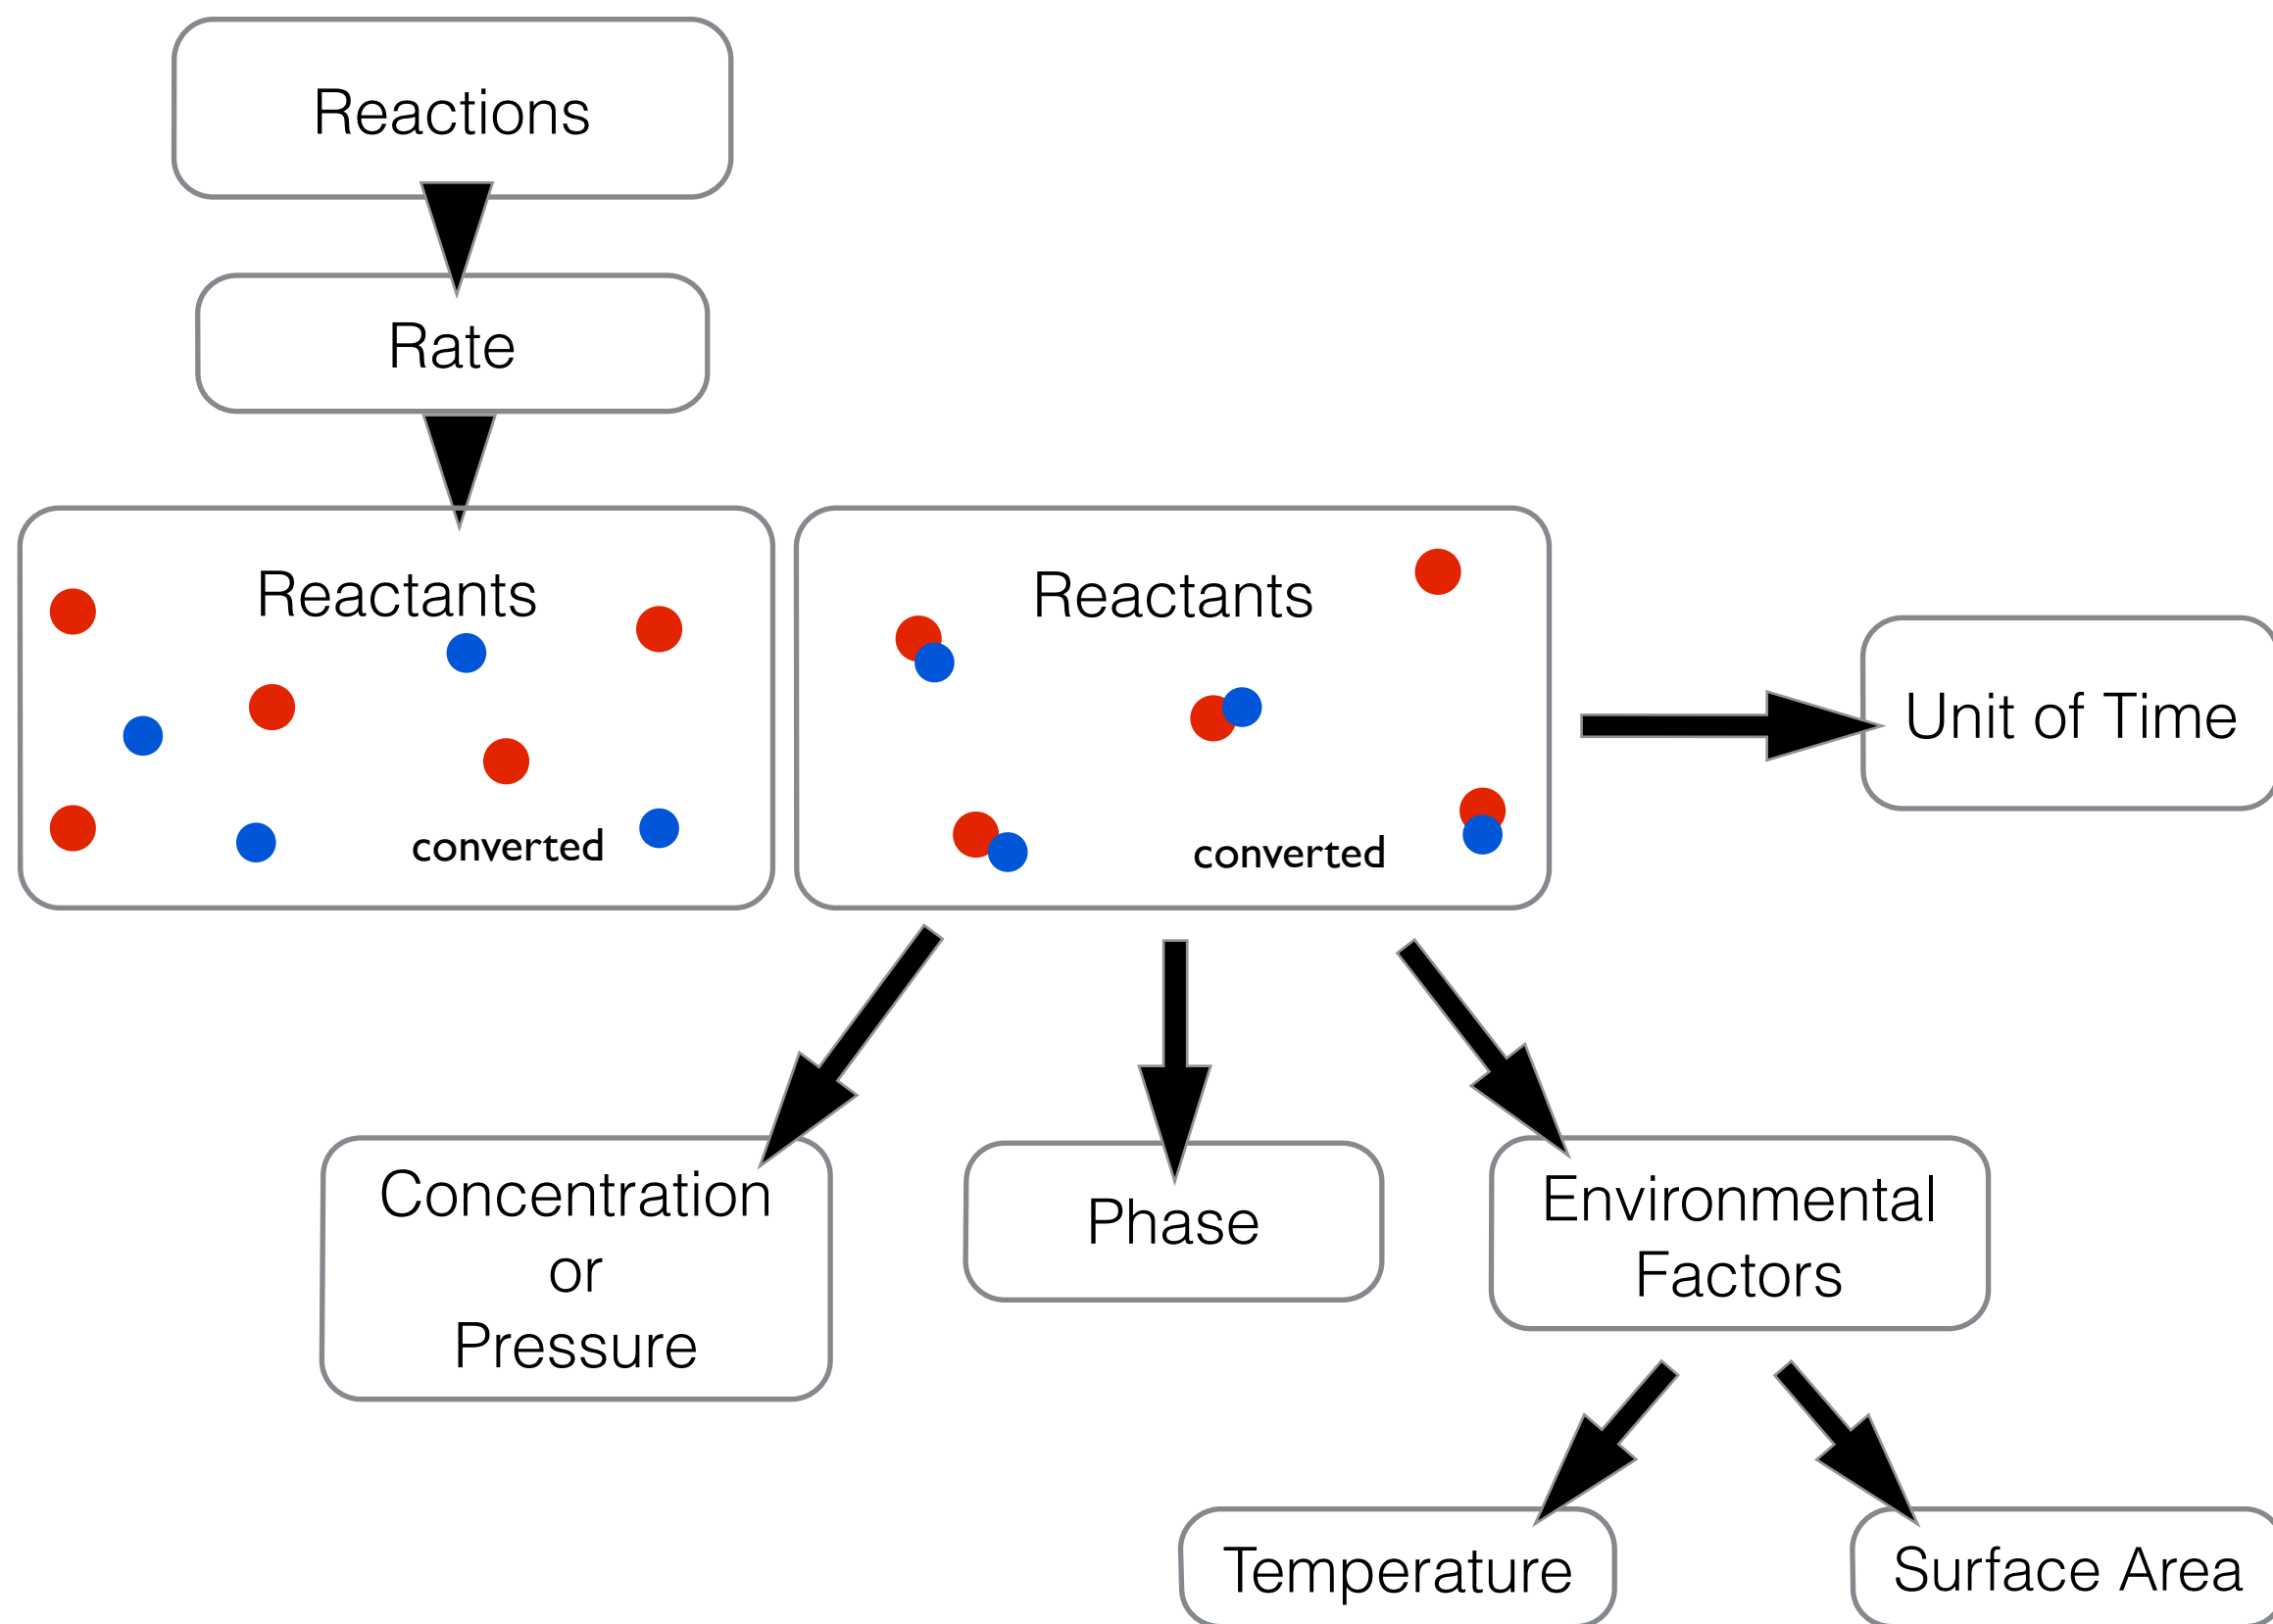 Reactions
Rate
Reactants
converted
Reactants
converted
Unit of Time
Concentration
or
Pressure
Phase
Environmental
Factors
Temperature
Surface Area